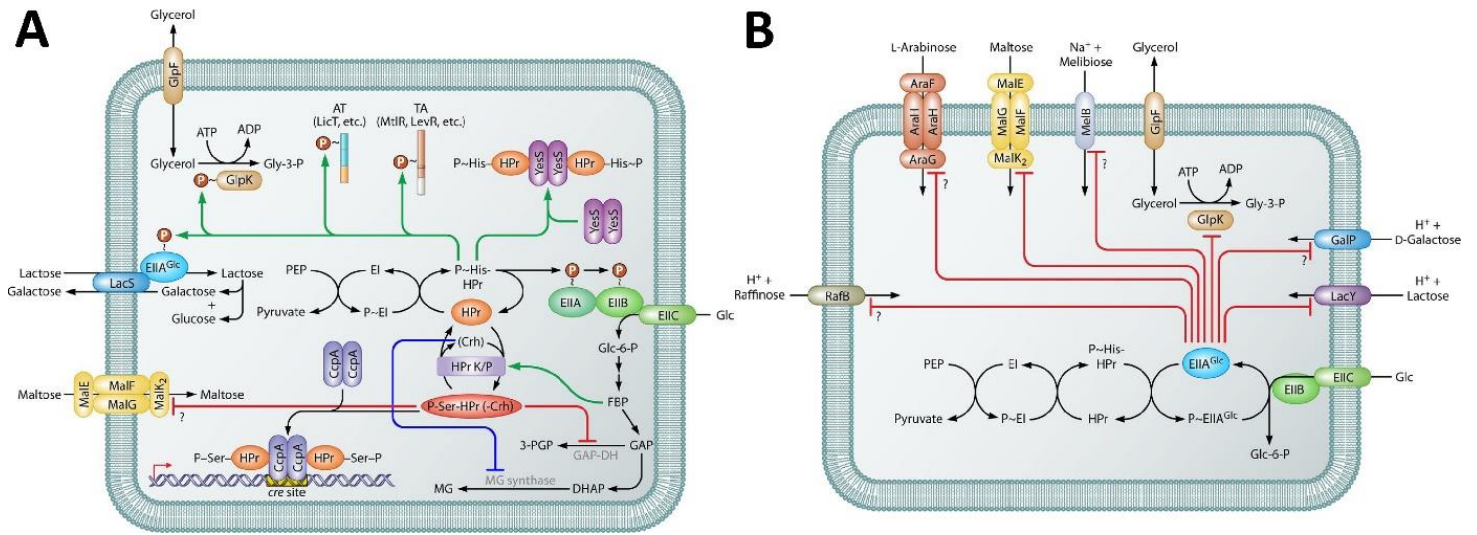 A
Glycerol
GlpF
ATP
ADP
Glycerol
Gly-3-P
P
~
GlpK
AT
(LicT, etc.)
P
~
TA
(MtlR, LevR, etc.)
P
~
P~His-
HPr
YesS
YesS
HPr
-His~P
YesS
YesS
P
~
EIIA^Glc
Lactose
LacS
Lactose
Galactose
Galactose
+
Glucose
PEP
EI
P~His-
HPr
Pyruvate
P~EI
HPr
P
~
P
~
EIIA
EIIB
EIIC
Glc
Glc-6-P
(Crh)
HPr K/P
FBP
P-Ser-HPr (-Crh)
CcpA
CcpA
Maltose
MalE
MalF
MalG
MalK2
Maltose
?
3-PGP
GAP
GAP-DH
P-Ser-
HPr
CcpA
CcpA
HPr
-Ser-P
cre site
MG synthase
MG
DHAP
B
L-Arabinose
Maltose
Na+ +
Melibiose
Glycerol
AraF
AraI
AraH
AraG
?
MalE
MalG
MalF
MalK2
MelB
?
GlpF
ATP
ADP
Glycerol
Gly-3-P
GlpK
GalP
H+ +
D-Galactose
?
H+ +
Raffinose
RafB
?
LacY
H+ +
Lactose
PEP
EI
P~His-
HPr
EIIA^Glc
EIIB
EIIC
Glc
Pyruvate
P~EI
HPr
P~EIIA^Glc
Glc-6-P